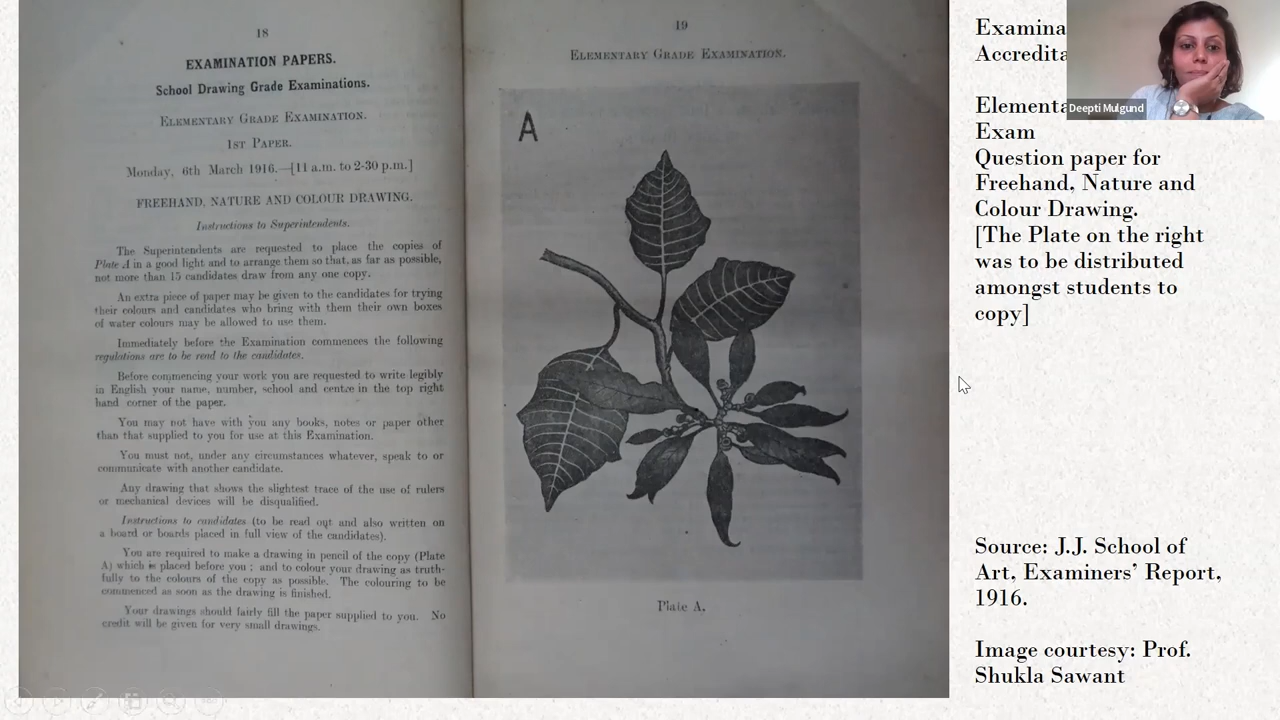 18
EXAMINATION PAPERS.
School Drawing Grade Examinations.
ELEMENTARY GRADE EXAMINATION.
1ST PAPER.
Monday, 6th March 1916.—[11 a.m. to 2-30 p.m.]
FREEHAND, NATURE AND COLOUR DRAWING.
Instructions to Superintendents.
The Superintendents are requested to place the copies of
Plate A in a good light and to arrange them so that, as far as possible,
not more than 15 candidates draw from any one copy.
An extra piece of paper may be given to the candidates for trying
their colours and candidates who bring with them their own boxes
of water colours may be allowed to use them.
Immediately before the Examination commences the following
regulations are to be read to the candidates.
Before commencing your work you are requested to write legibly
in English your name, number, school and centre in the top right
hand corner of the paper.
You may not have with you any books, notes or paper other
than that supplied to you for use at this Examination.
You must not, under any circumstances whatever, speak to or
communicate with another candidate.
Any drawing that shows the slightest trace of the use of rulers
or mechanical devices will be disqualified.
Instructions to candidates (to be read out and also written on
a board or boards placed in full view of the candidates).
You are required to make a drawing in pencil of the copy (Plate
A) which is placed before you; and to colour your drawing as truth-
fully to the colours of the copy as possible. The colouring to be
commenced as soon as the drawing is finished.
Your drawings should fairly fill the paper supplied to you. No
credit will be given for very small drawings.
19
ELEMENTARY GRADE EXAMINATION.
A
Plate A.
Examina
Accredita
Elementa
Exam
Question paper for
Freehand, Nature and
Colour Drawing.
[The Plate on the right
was to be distributed
amongst students to
copy]
Source: J.J. School of
Art, Examiners' Report,
1916.
Image courtesy: Prof.
Shukla Sawant
Deepti Mulgund